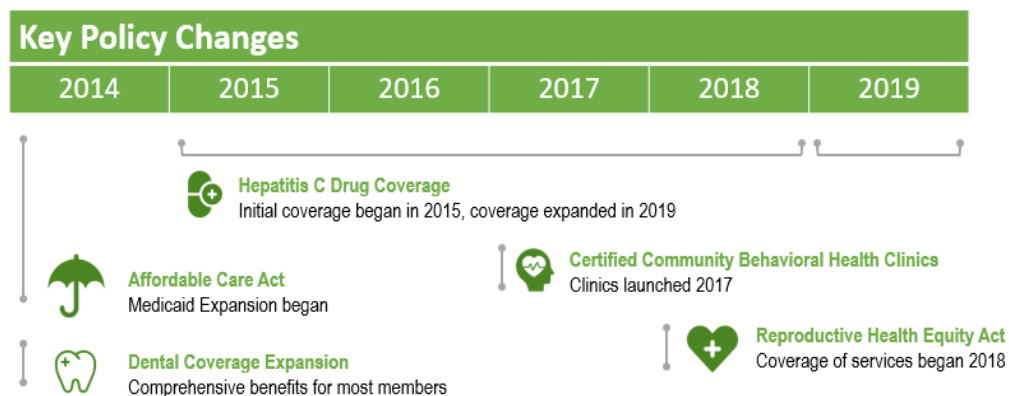 Key Policy Changes
2014 2015 2016 2017 2018 2019
Hepatitis C Drug Coverage
Initial coverage began in 2015, coverage expanded in 2019
Certified Community Behavioral Health Clinics
Clinics launched 2017
Affordable Care Act
Medicaid Expansion began
Reproductive Health Equity Act
Coverage of services began 2018
Dental Coverage Expansion
Comprehensive benefits for most members